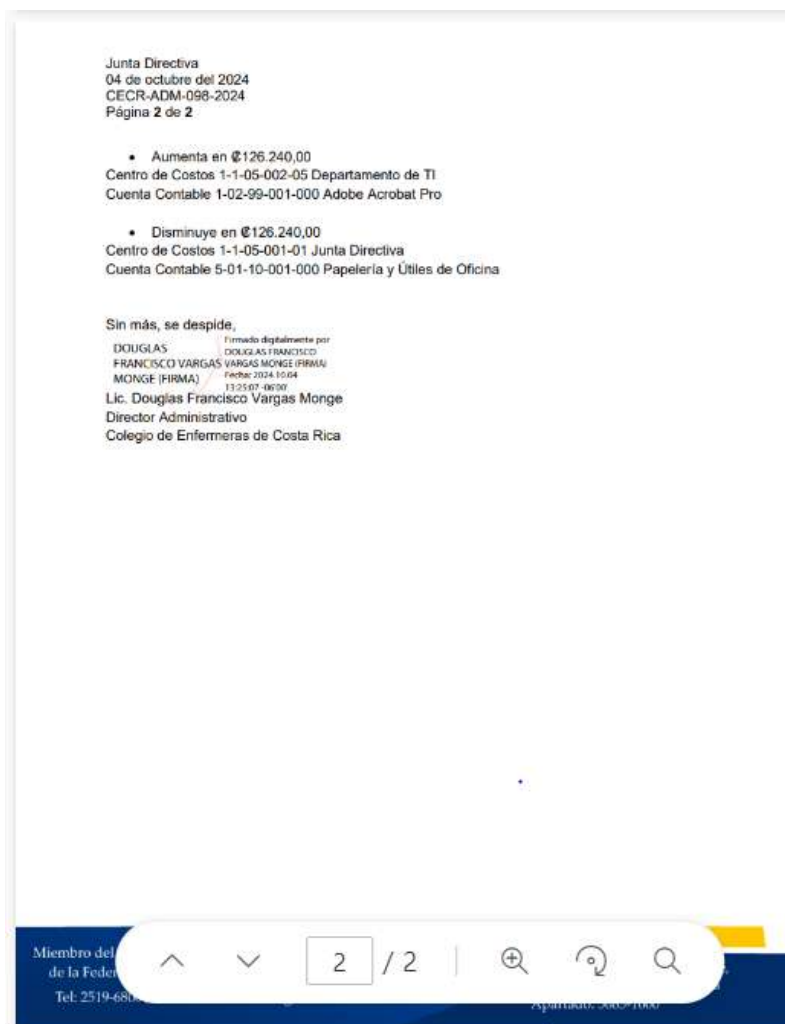 Junta Directiva
04 de octubre del 2024
CECR-ADM-098-2024
Página 2 de 2
• Aumenta en ₡126.240,00
Centro de Costos 1-1-05-002-05 Departamento de TI
Cuenta Contable 1-02-99-001-000 Adobe Acrobat Pro
• Disminuye en ₡126.240,00
Centro de Costos 1-1-05-001-01 Junta Directiva
Cuenta Contable 5-01-10-001-000 Papelería y Útiles de Oficina
Sin más, se despide,
DOUGLAS
FRANCISCO VARGAS
MONGE (FIRMA)
Firmado digitalmente por
DOUGLAS FRANCISCO
VARGAS MONGE (FIRMA)
Fecha: 2024.10.04
13:25:07 -06'00'
Lic. Douglas Francisco Vargas Monge
Director Administrativo
Colegio de Enfermeras de Costa Rica
2 / 2
Miembro del
de la Feder
Tel: 2519-68
Apartado: